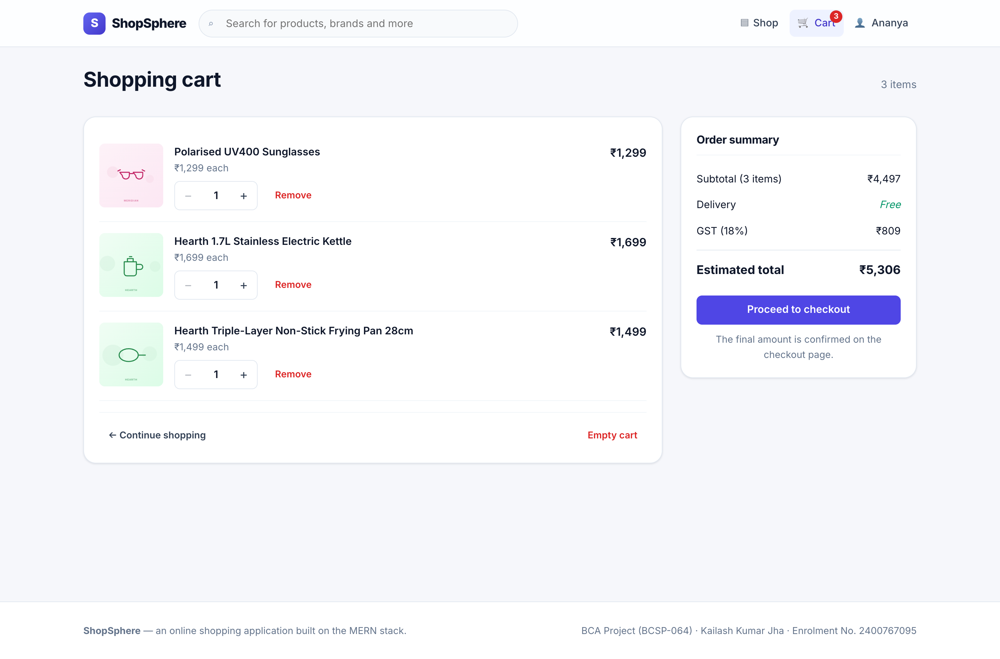 S ShopSphere
Search for products, brands and more
Shop
Cart
3
Ananya
Shopping cart
3 items
MERIDIAN
Polarised UV400 Sunglasses
₹1,299
₹1,299 each
− 1 +
Remove
HEARTH
Hearth 1.7L Stainless Electric Kettle
₹1,699
₹1,699 each
− 1 +
Remove
HEARTH
Hearth Triple-Layer Non-Stick Frying Pan 28cm
₹1,499
₹1,499 each
− 1 +
Remove
← Continue shopping
Empty cart
Order summary
Subtotal (3 items) ₹4,497
Delivery Free
GST (18%) ₹809
Estimated total ₹5,306
Proceed to checkout
The final amount is confirmed on the
checkout page.
ShopSphere — an online shopping application built on the MERN stack.
BCA Project (BCSP-064) · Kailash Kumar Jha · Enrolment No. 2400767095